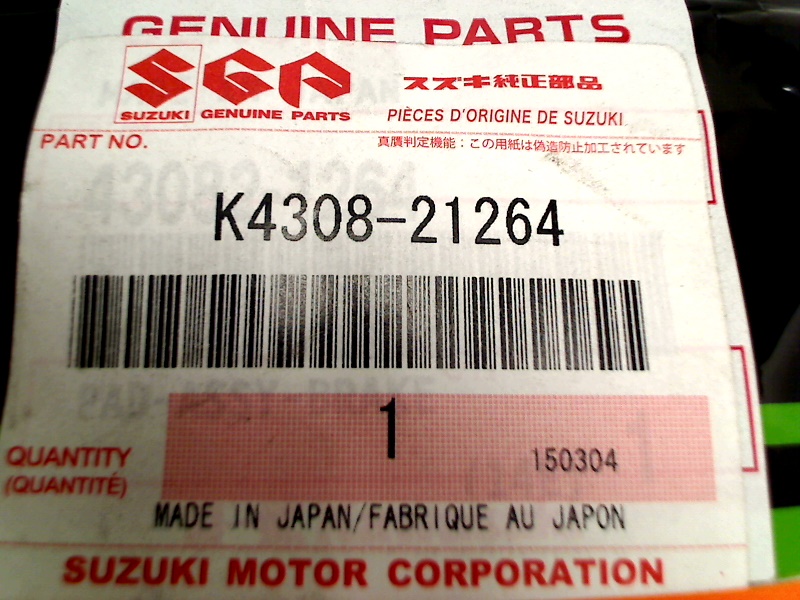 GENUINE PARTS
SGP スズキ純正部品
SUZUKI GENUINE PARTS PIÈCES D'ORIGINE DE SUZUKI
PART NO. 真贋判定機能：この用紙は偽造防止加工されています
K4308-21264
QUANTITY 1
(QUANTITÉ) 150304
MADE IN JAPAN/FABRIQUE AU JAPON
SUZUKI MOTOR CORPORATION